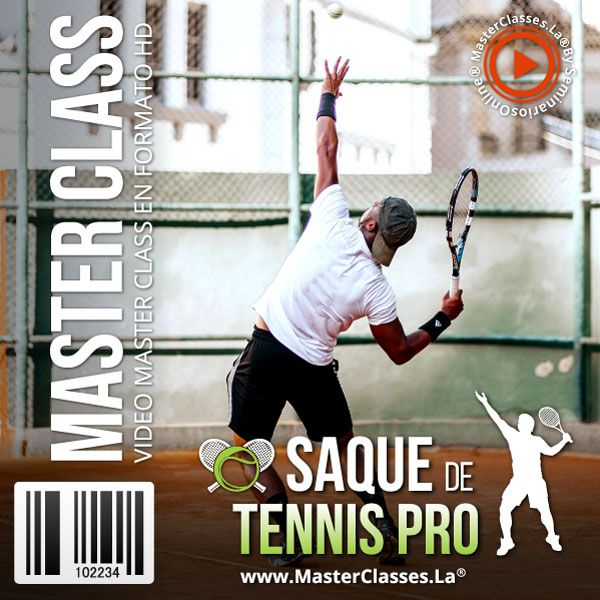 MASTER CLASS
VIDEO MASTER CLASS EN FORMATO HD
MasterClasses.La® By SeminariosOnline®
SAQUE DE
TENNIS PRO
www.MasterClasses.La®
102234